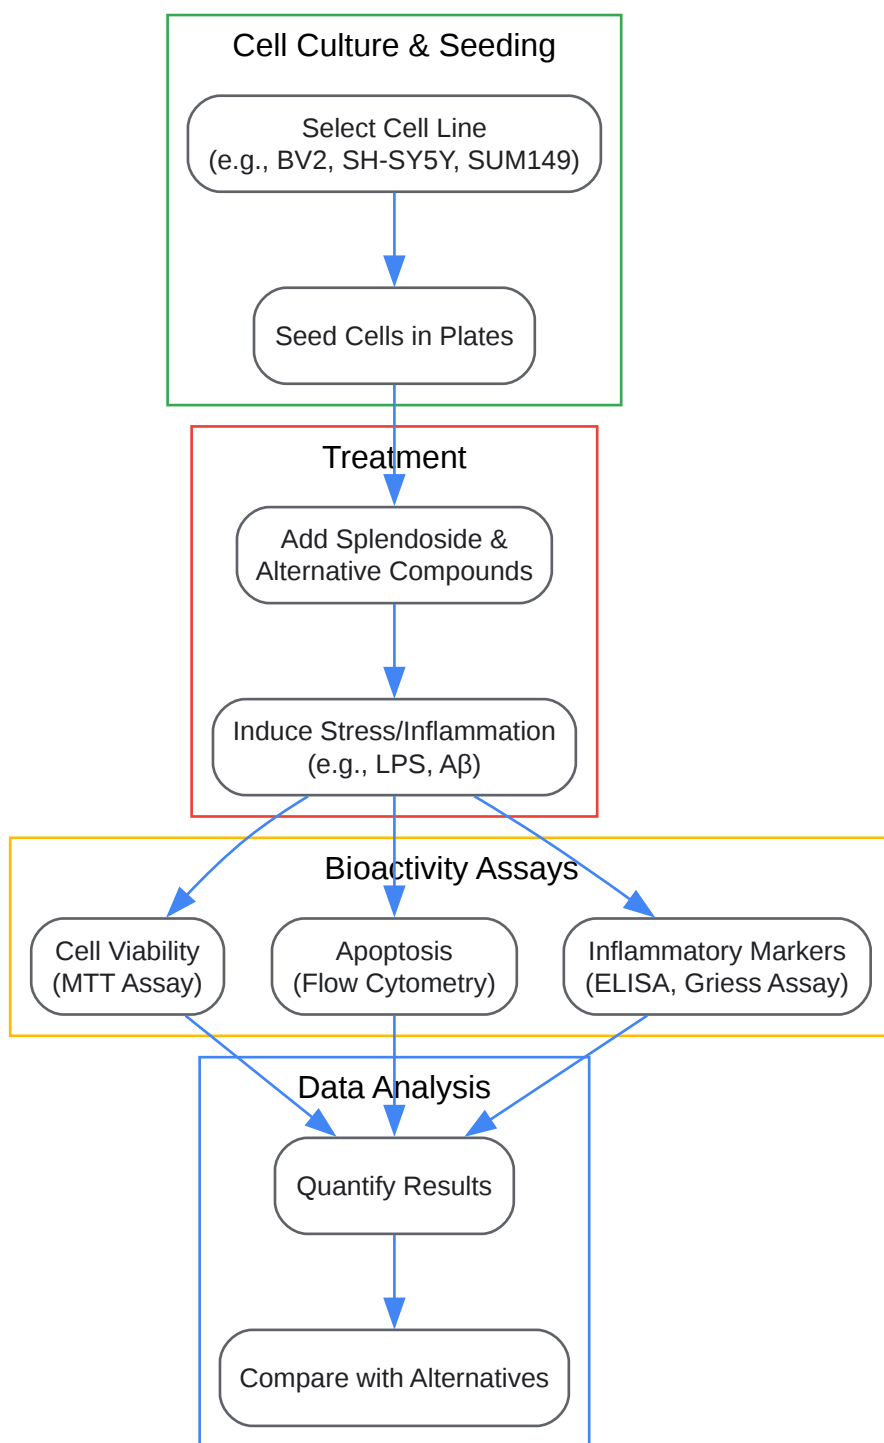 Cell Culture & Seeding
Select Cell Line
(e.g., BV2, SH-SY5Y, SUM149)
Seed Cells in Plates
Treatment
Add Splendoside &
Alternative Compounds
Induce Stress/Inflammation
(e.g., LPS, Aβ)
Bioactivity Assays
Cell Viability
(MTT Assay)
Apoptosis
(Flow Cytometry)
Inflammatory Markers
(ELISA, Griess Assay)
Data Analysis
Quantify Results
Compare with Alternatives